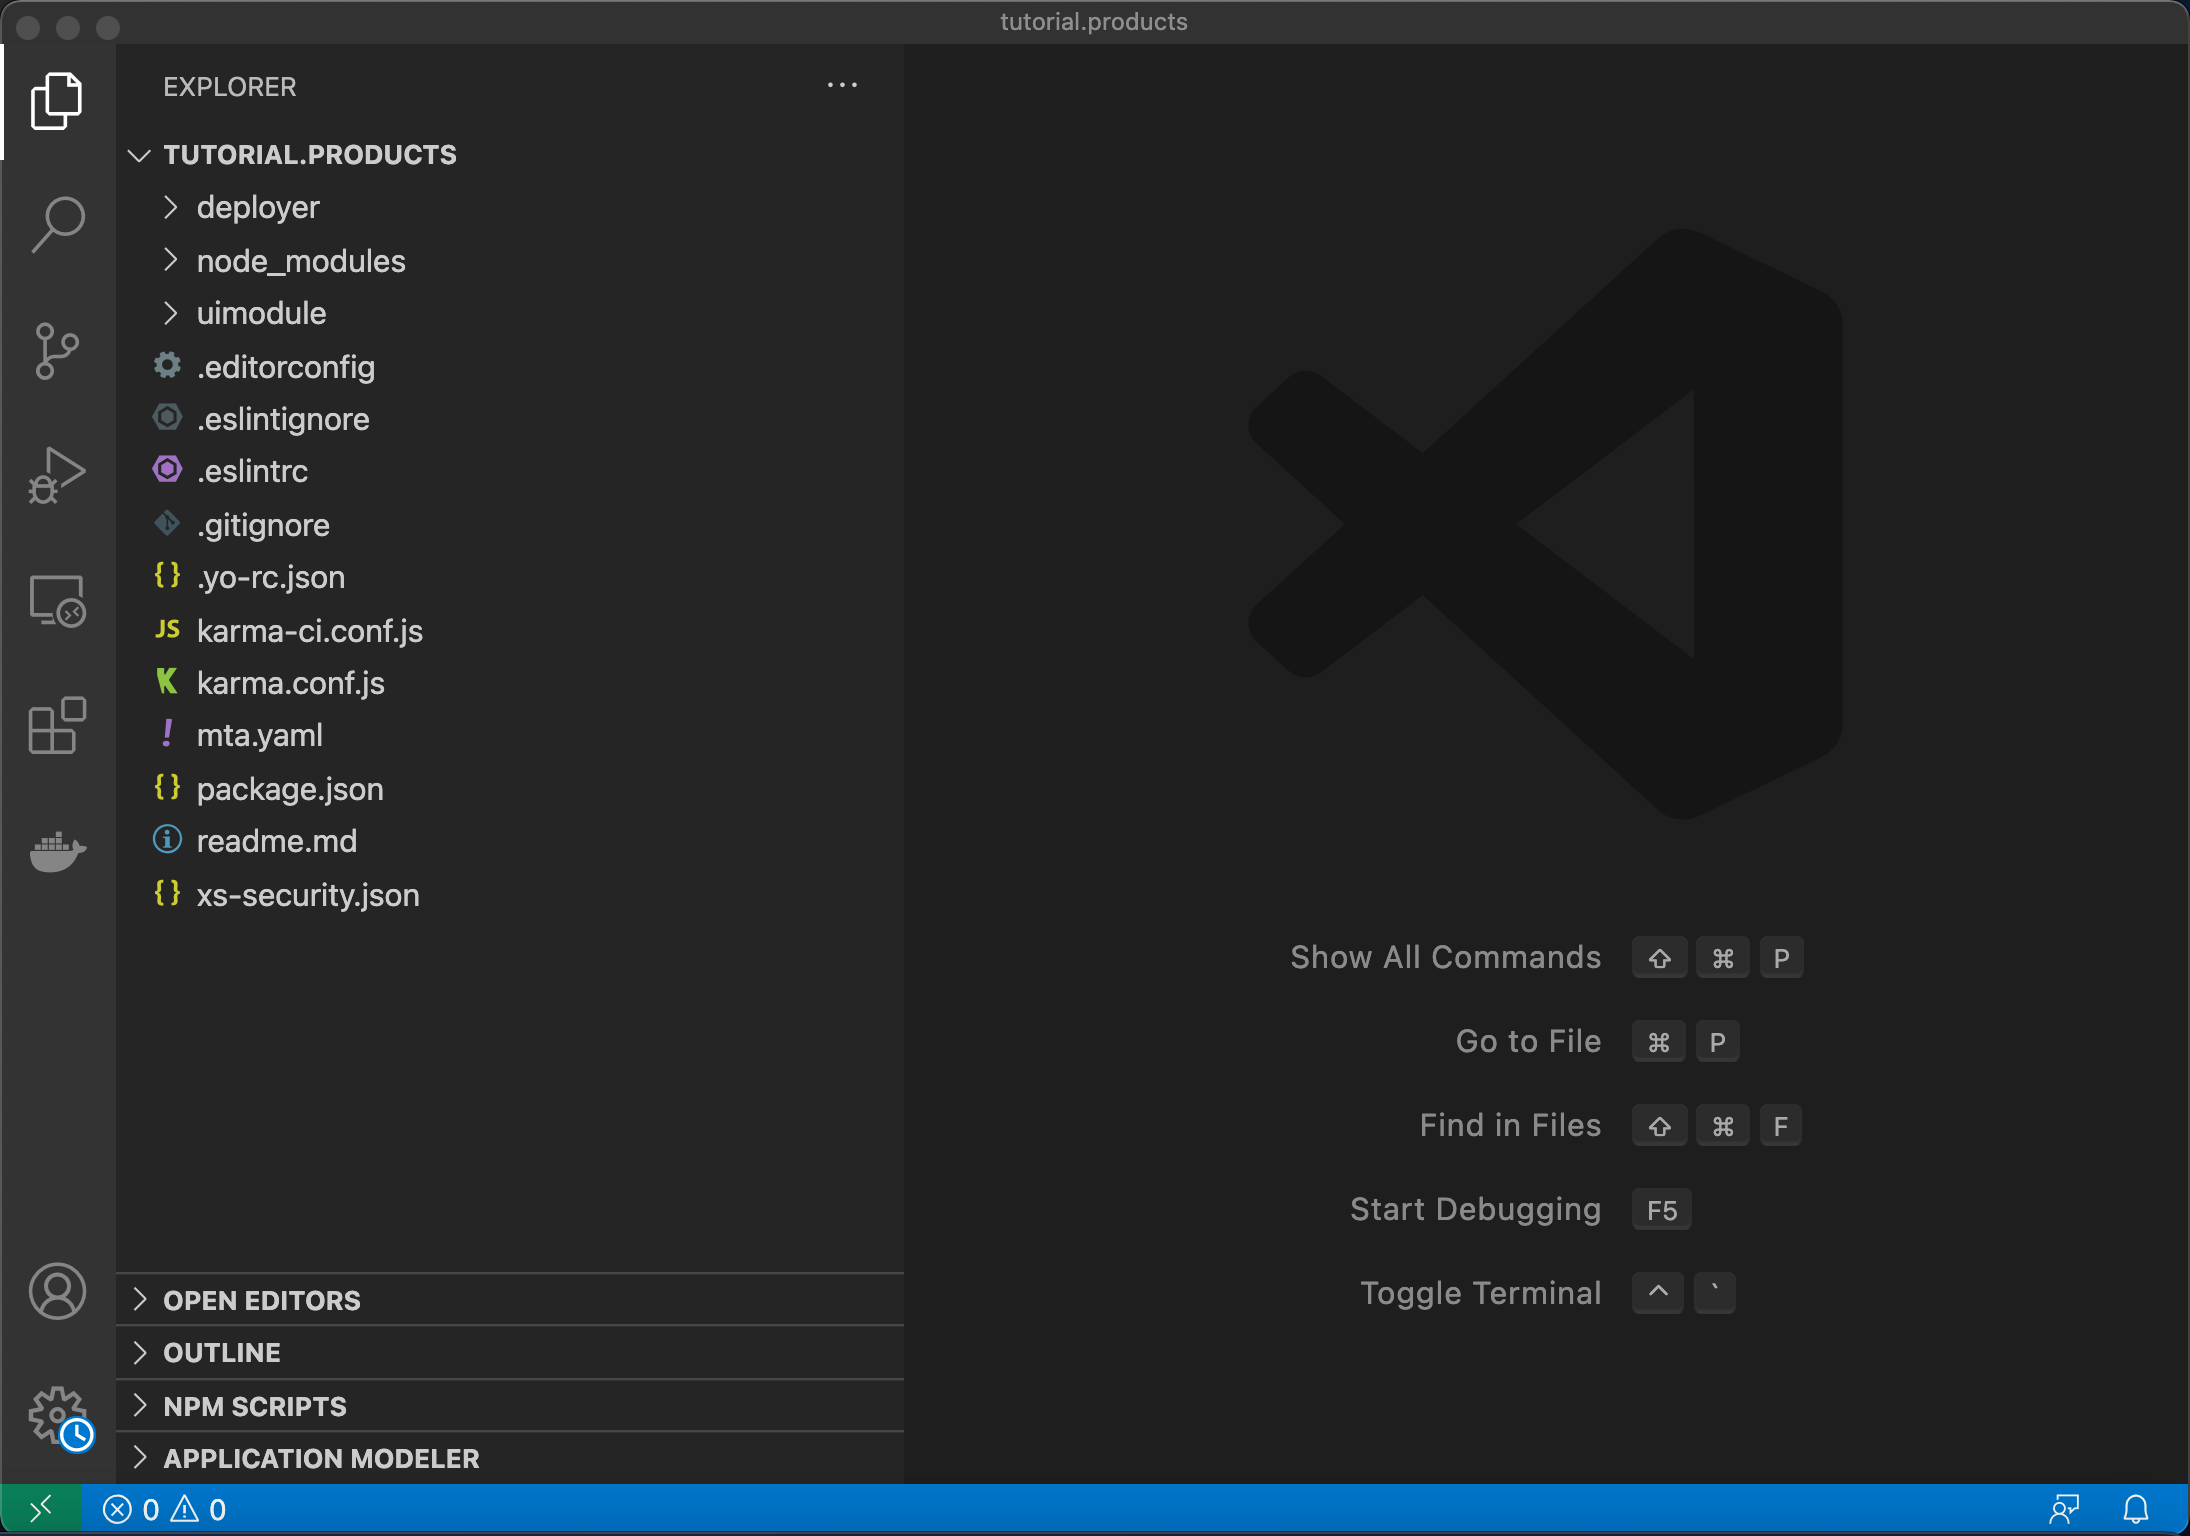 tutorial.products
EXPLORER
TUTORIAL.PRODUCTS
deployer
node_modules
uimodule
.editorconfig
.eslintignore
.eslintrc
.gitignore
{} .yo-rc.json
JS karma-ci.conf.js
K karma.conf.js
! mta.yaml
{} package.json
readme.md
{} xs-security.json
OPEN EDITORS
OUTLINE
NPM SCRIPTS
APPLICATION MODELER
Show All Commands ⇧ ⌘ P
Go to File ⌘ P
Find in Files ⇧ ⌘ F
Start Debugging F5
Toggle Terminal ^ `
0 0